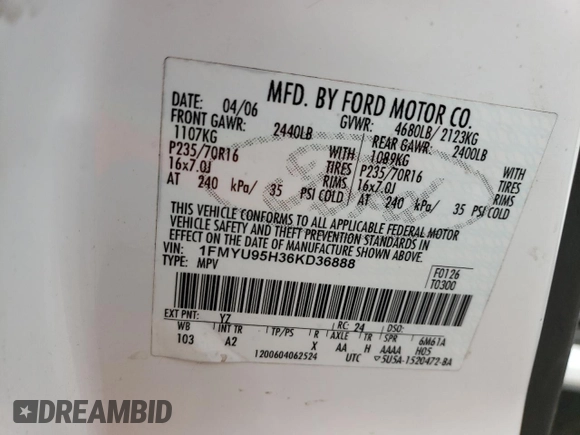 MFD. BY FORD MOTOR CO.
DATE: 04/06 GVWR: 4680LB/ 2123KG
FRONT GAWR: 2440LB REAR GAWR: 2400LB
1107KG WITH 1089KG WITH
P235/70R16 TIRES P235/70R16 TIRES
16x7.0J RIMS 16x7.0J RIMS
AT 240 kPa/ 35 PSI COLD AT 240 kPa/ 35 PSI COLD
THIS VEHICLE CONFORMS TO ALL APPLICABLE FEDERAL MOTOR
VEHICLE SAFETY AND THEFT PREVENTION STANDARDS IN EFFECT
ON THE DATE OF MANUFACTURE SHOWN ABOVE.
VIN: 1FMYU95H36KD36888
TYPE: MPV
F0126
T0300
EXT PNT: YZ RC: 24 DSO:
WB INT TR TP/PS R AXLE TR SPR 6M61A
103 A2 X AA H AAAA H05
1200604062524 UTC 5U5A-1520472-BA
DREAMBID